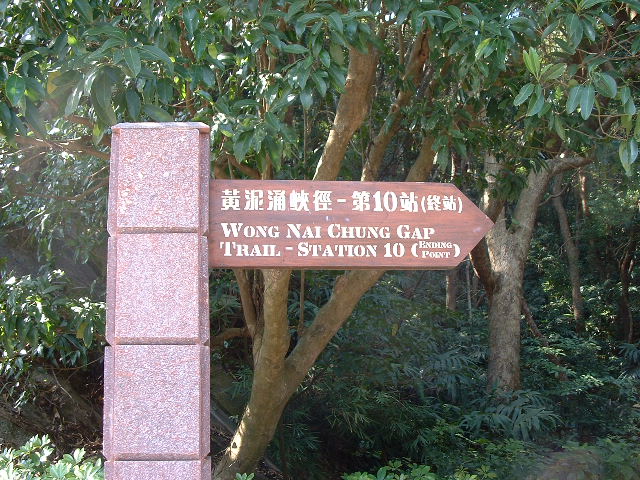 黃泥涌峽徑-第10站(終站)
WONG NAI CHUNG GAP
TRAIL - STATION 10 (ENDING POINT)